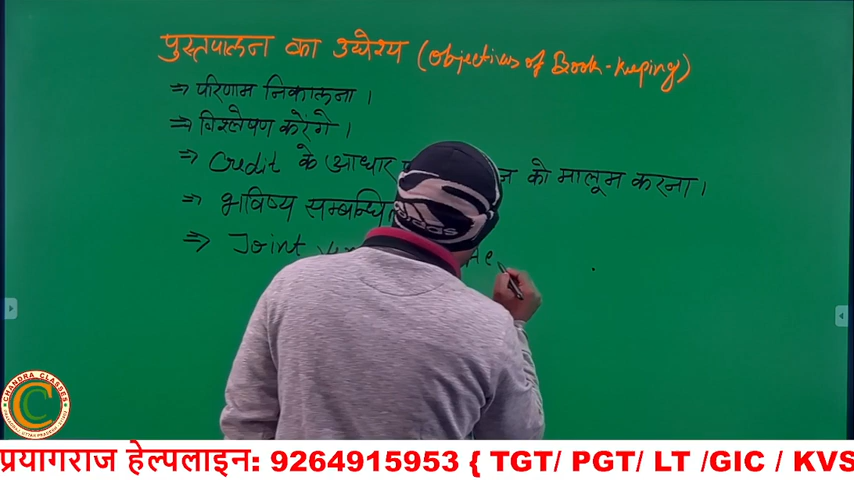 पुस्तपालन का उद्देश्य (Objectives of Book-Keeping)
⇒ परिणाम निकालना ।
⇒ विश्लेषण करेंगे ।
⇒ Credit के आधार को मालूम करना ।
⇒ भविष्य सम्बन्धित
⇒ Joint
adidas
CHANDRA CLASSES
प्रयागराज हेल्पलाइन: 9264915953 { TGT/ PGT/ LT /GIC / KVS